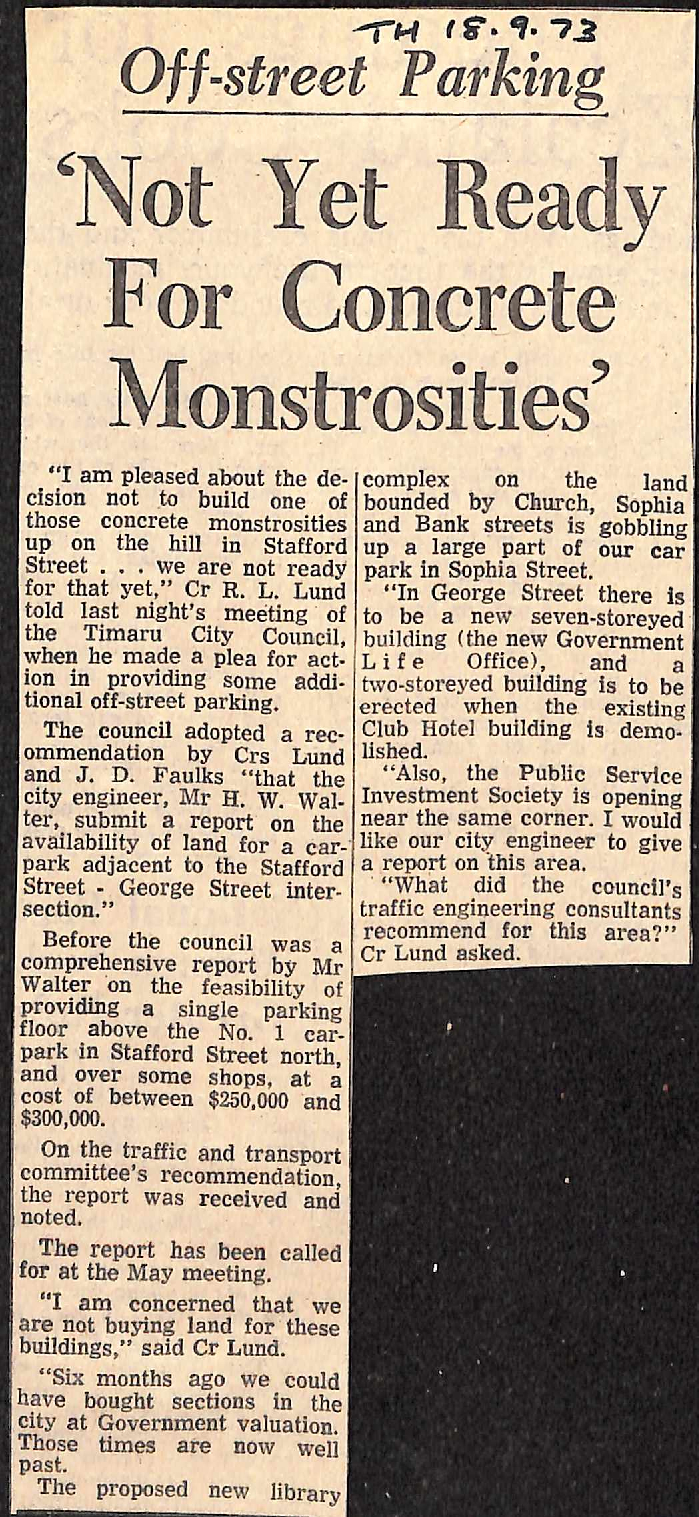 TH 18.9.73
Off-street Parking
‘Not Yet Ready
For Concrete
Monstrosities’
“I am pleased about the de-
cision not to build one of
those concrete monstrosities
up on the hill in Stafford
Street . . . we are not ready
for that yet,” Cr R. L. Lund
told last night’s meeting of
the Timaru City Council,
when he made a plea for act-
ion in providing some addi-
tional off-street parking.
The council adopted a rec-
ommendation by Crs Lund
and J. D. Faulks “that the
city engineer, Mr H. W. Wal-
ter, submit a report on the
availability of land for a car-
park adjacent to the Stafford
Street - George Street inter-
section.”
Before the council was a
comprehensive report by Mr
Walter on the feasibility of
providing a single parking
floor above the No. 1 car-
park in Stafford Street north,
and over some shops, at a
cost of between $250,000 and
$300,000.
On the traffic and transport
committee’s recommendation,
the report was received and
noted.
The report has been called
for at the May meeting.
“I am concerned that we
are not buying land for these
buildings,” said Cr Lund.
“Six months ago we could
have bought sections in the
city at Government valuation.
Those times are now well
past.
The proposed new library
complex on the land
bounded by Church, Sophia
and Bank streets is gobbling
up a large part of our car
park in Sophia Street.
“In George Street there is
to be a new seven-storeyed
building (the new Government
Life Office), and a
two-storeyed building is to be
erected when the existing
Club Hotel building is demo-
lished.
“Also, the Public Service
Investment Society is opening
near the same corner. I would
like our city engineer to give
a report on this area.
“What did the council’s
traffic engineering consultants
recommend for this area?”
Cr Lund asked.